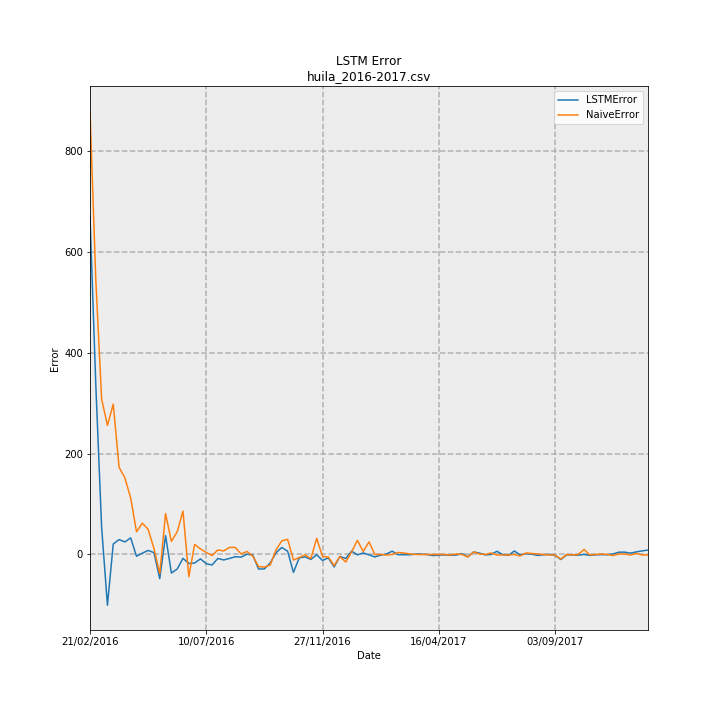 LSTM Error
huila_2016-2017.csv
LSTMError
NaiveError
800
600
400
200
0
Error
21/02/2016 10/07/2016 27/11/2016 16/04/2017 03/09/2017
Date